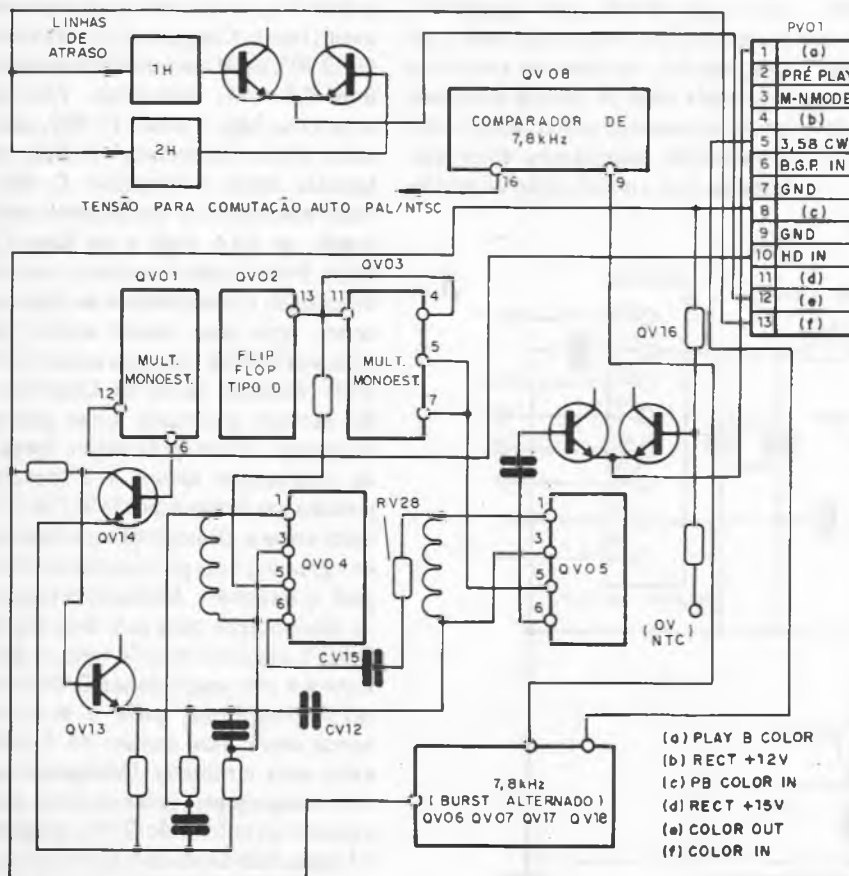 LINHAS
DE
ATRASO
1H
2H
TENSÃO PARA COMUTAÇÃO AUTO PAL/NTSC
QV08
COMPARADOR DE
7,8kHz
16
9
PV01
1 (a)
2 PRÉ PLAY
3 M-NMODE
4 (b)
5 3,58 CW
6 B.G.P. IN
7 GND
8 (c)
9 GND
10 HD IN
11 (d)
12 (e)
13 (f)
QV01
MULT.
MONOEST.
12
6
QV02
FLIP
FLOP
TIPO D
13
QV03
11
4
5
7
MULT.
MONOEST.
QV16
QV14
1
3
5
6
QV04
RV28
1
3
5
6
QV05
(0V
NTC)
CV15
CV12
QV13
7,8kHz
(BURST ALTERNADO)
QV06 QV07 QV17 QV18
(a) PLAY B COLOR
(b) RECT +12V
(c) PB COLOR IN
(d) RECT +15V
(e) COLOR OUT
(f) COLOR IN